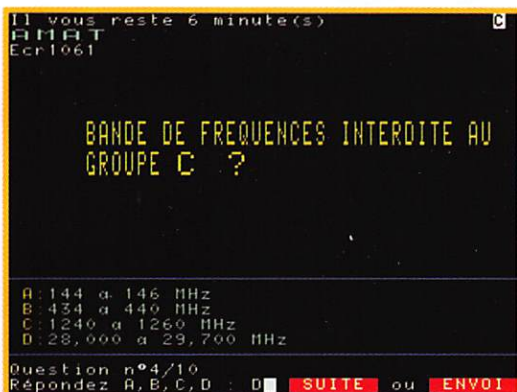 Il vous reste 6 minute(s) C
AMAT
Ecr1061
BANDE DE FREQUENCES INTERDITE AU
GROUPE C ?
A:144 a 146 MHz
B:434 a 440 MHz
C:1240 a 1260 MHz
D:28,000 a 29,700 MHz
Question n°4/10
Répondez A,B,C,D : D SUITE ou ENVOI